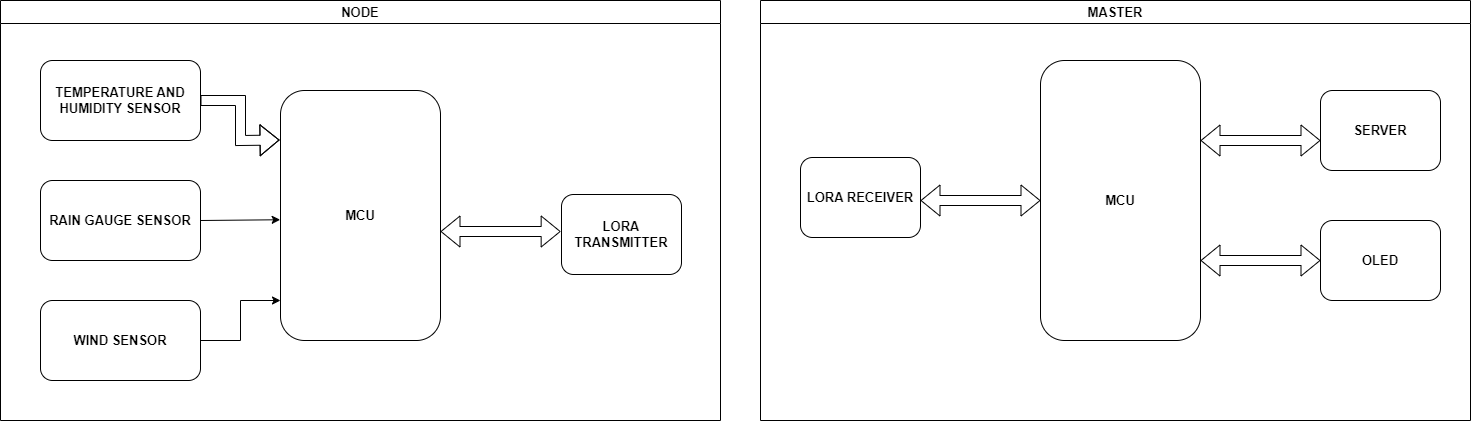 NODE
TEMPERATURE AND
HUMIDITY SENSOR
RAIN GAUGE SENSOR
WIND SENSOR
MCU
LORA
TRANSMITTER
MASTER
LORA RECEIVER
MCU
SERVER
OLED